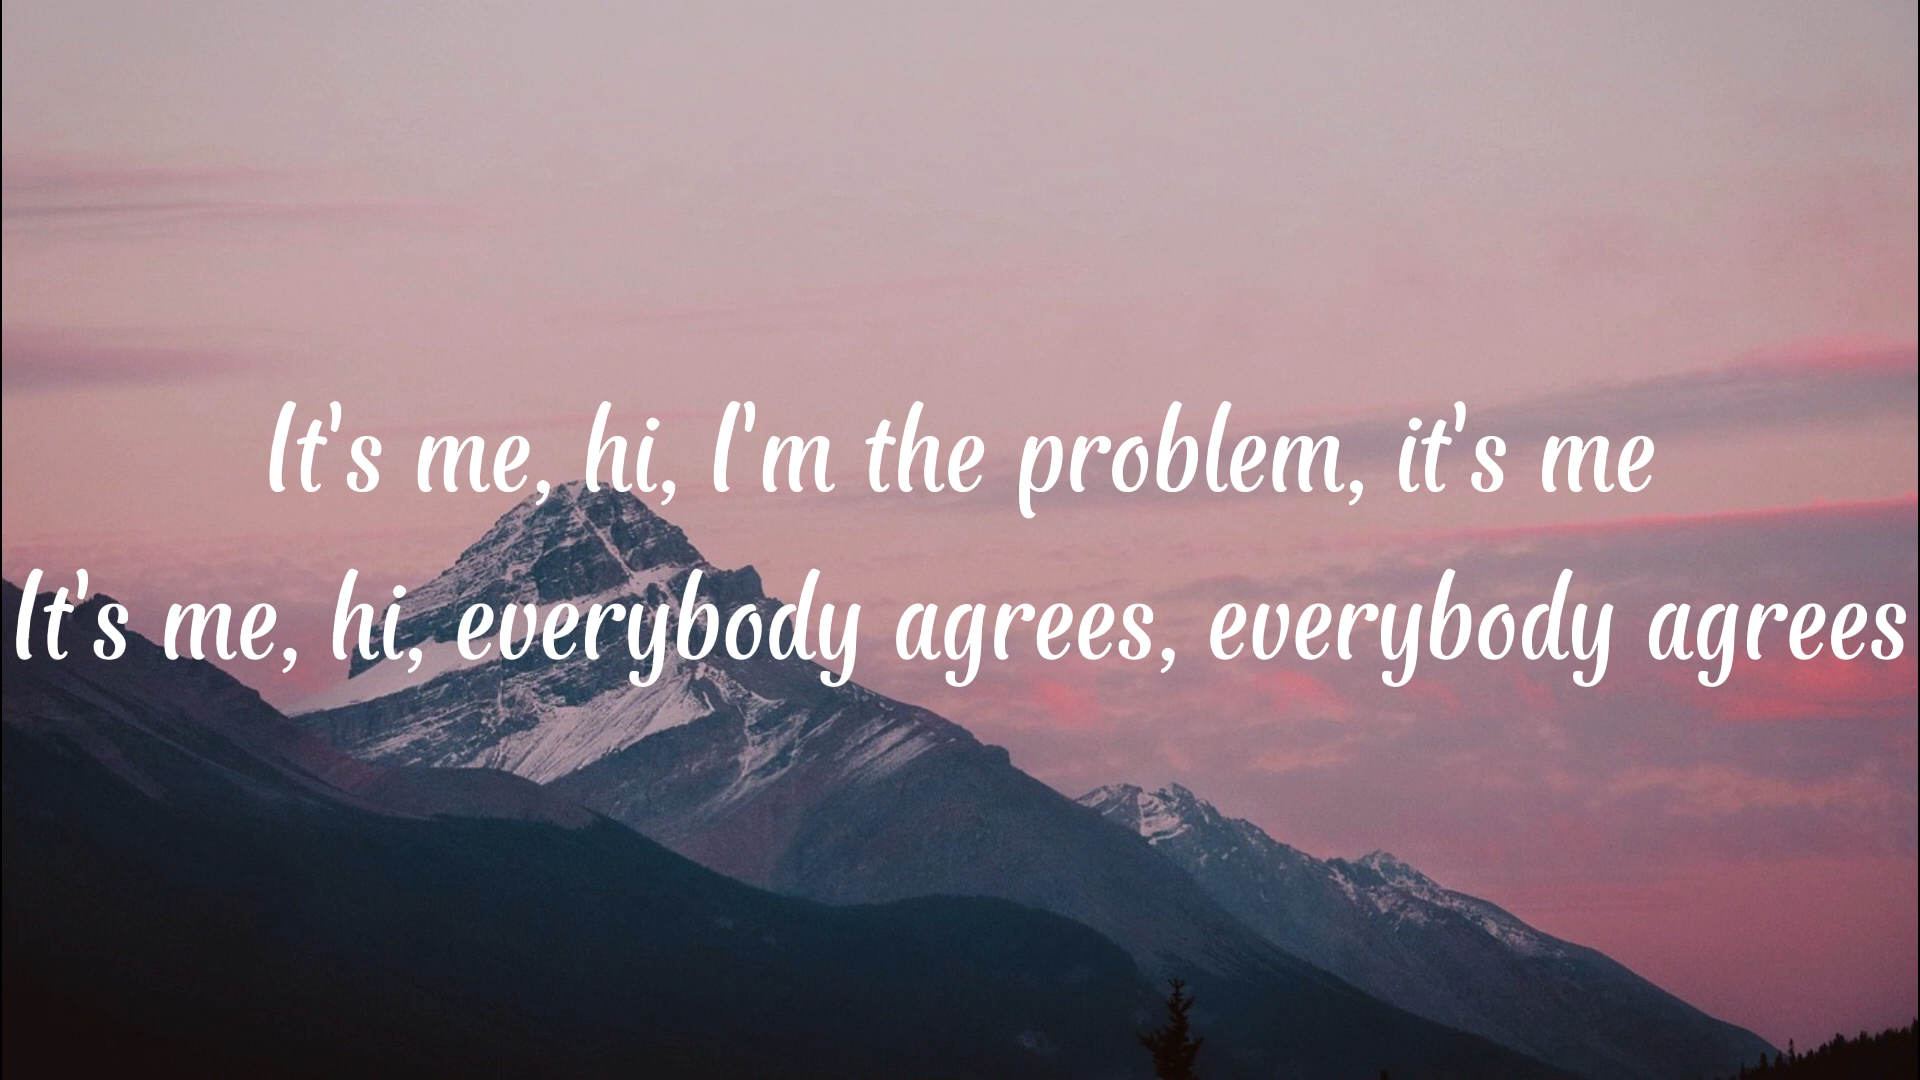 It's me, hi, I'm the problem, it's me
It's me, hi, everybody agrees, everybody agrees